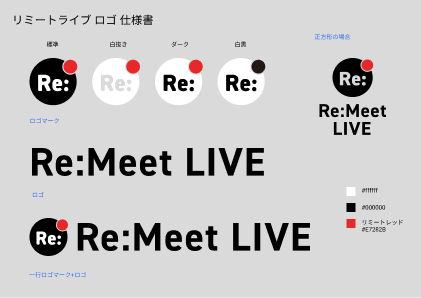 リミートライブ ロゴ 仕様書
標準
白抜き
ダーク
白黒
正方形の場合
Re:
Re:
Re:
Re:
Re:
ロゴマーク
Re:Meet
LIVE
Re:Meet LIVE
ロゴ
#ffffff
#000000
リミートレッド
#E7282B
Re: Re:Meet LIVE
一行ロゴマーク+ロゴ